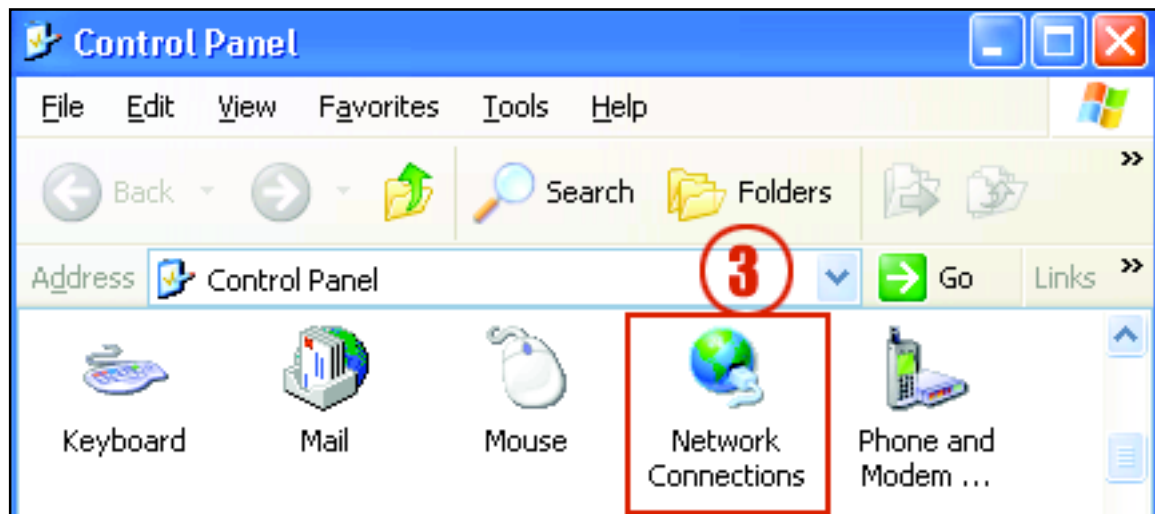 Control Panel
File Edit View Favorites Tools Help
Back Search Folders »
Address Control Panel 3 Go Links »
Keyboard Mail Mouse Network Connections Phone and Modem ...